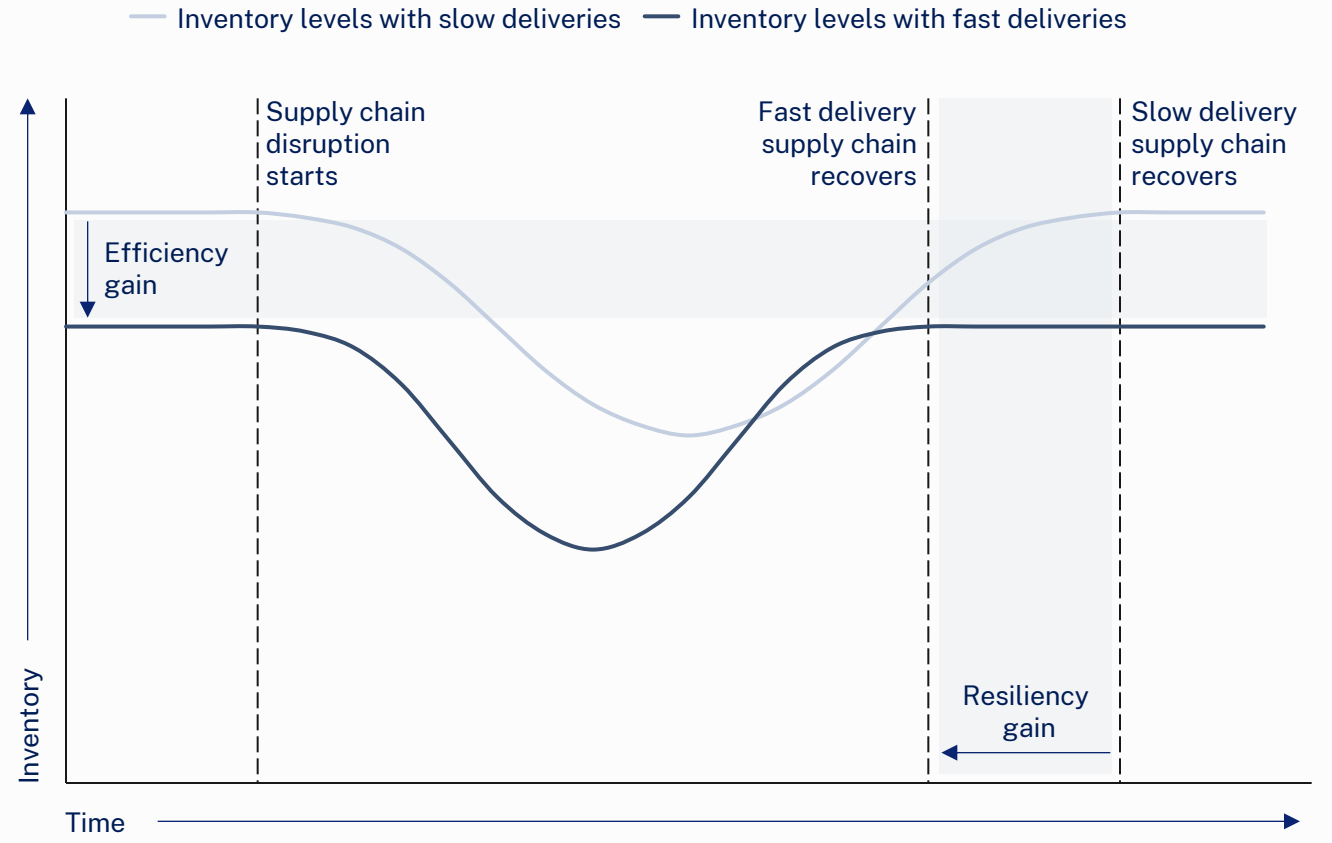 Inventory levels with slow deliveries
Inventory levels with fast deliveries
Supply chain
disruption
starts
Fast delivery
supply chain
recovers
Slow delivery
supply chain
recovers
Efficiency
gain
Resiliency
gain
Inventory
Time